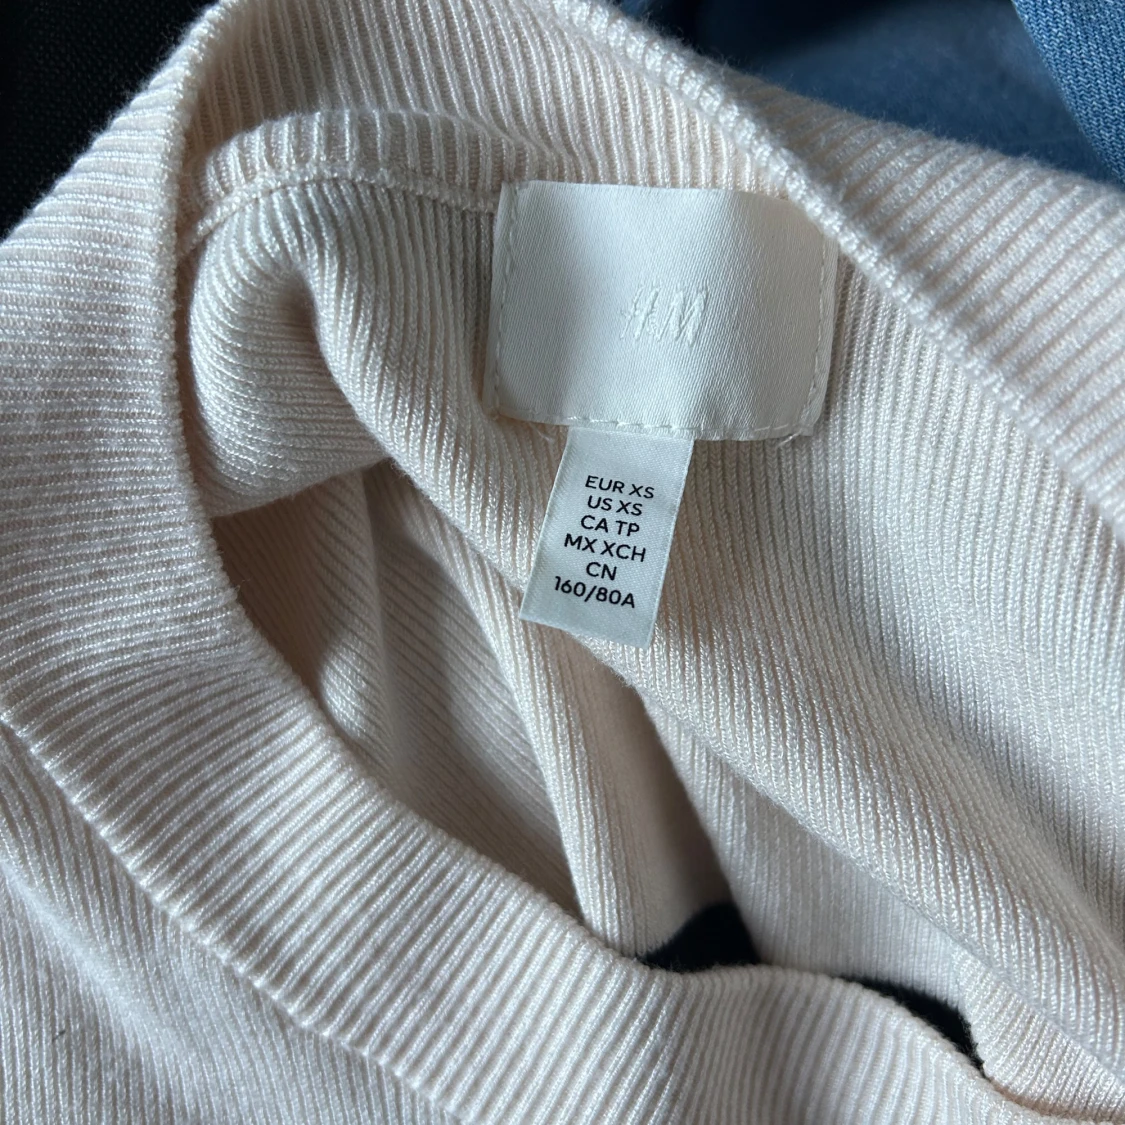 H&M
EUR XS
US XS
CA TP
MX XCH
CN
160/80A